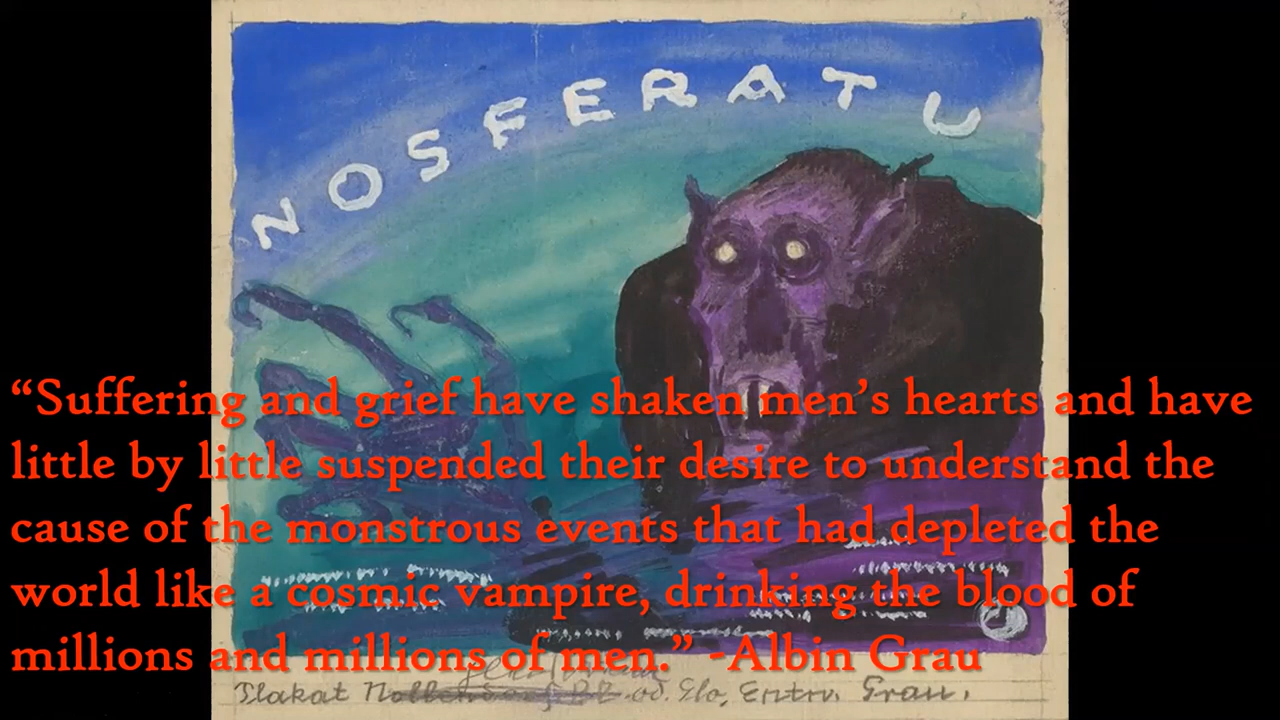 NOSFERATU
“Suffering and grief have shaken men’s hearts and have
little by little suspended their desire to understand the
cause of the monstrous events that had depleted the
world like a cosmic vampire, drinking the blood of
millions and millions of men.” -Albin Grau
Plakat od. Glo, Entw. Grau.